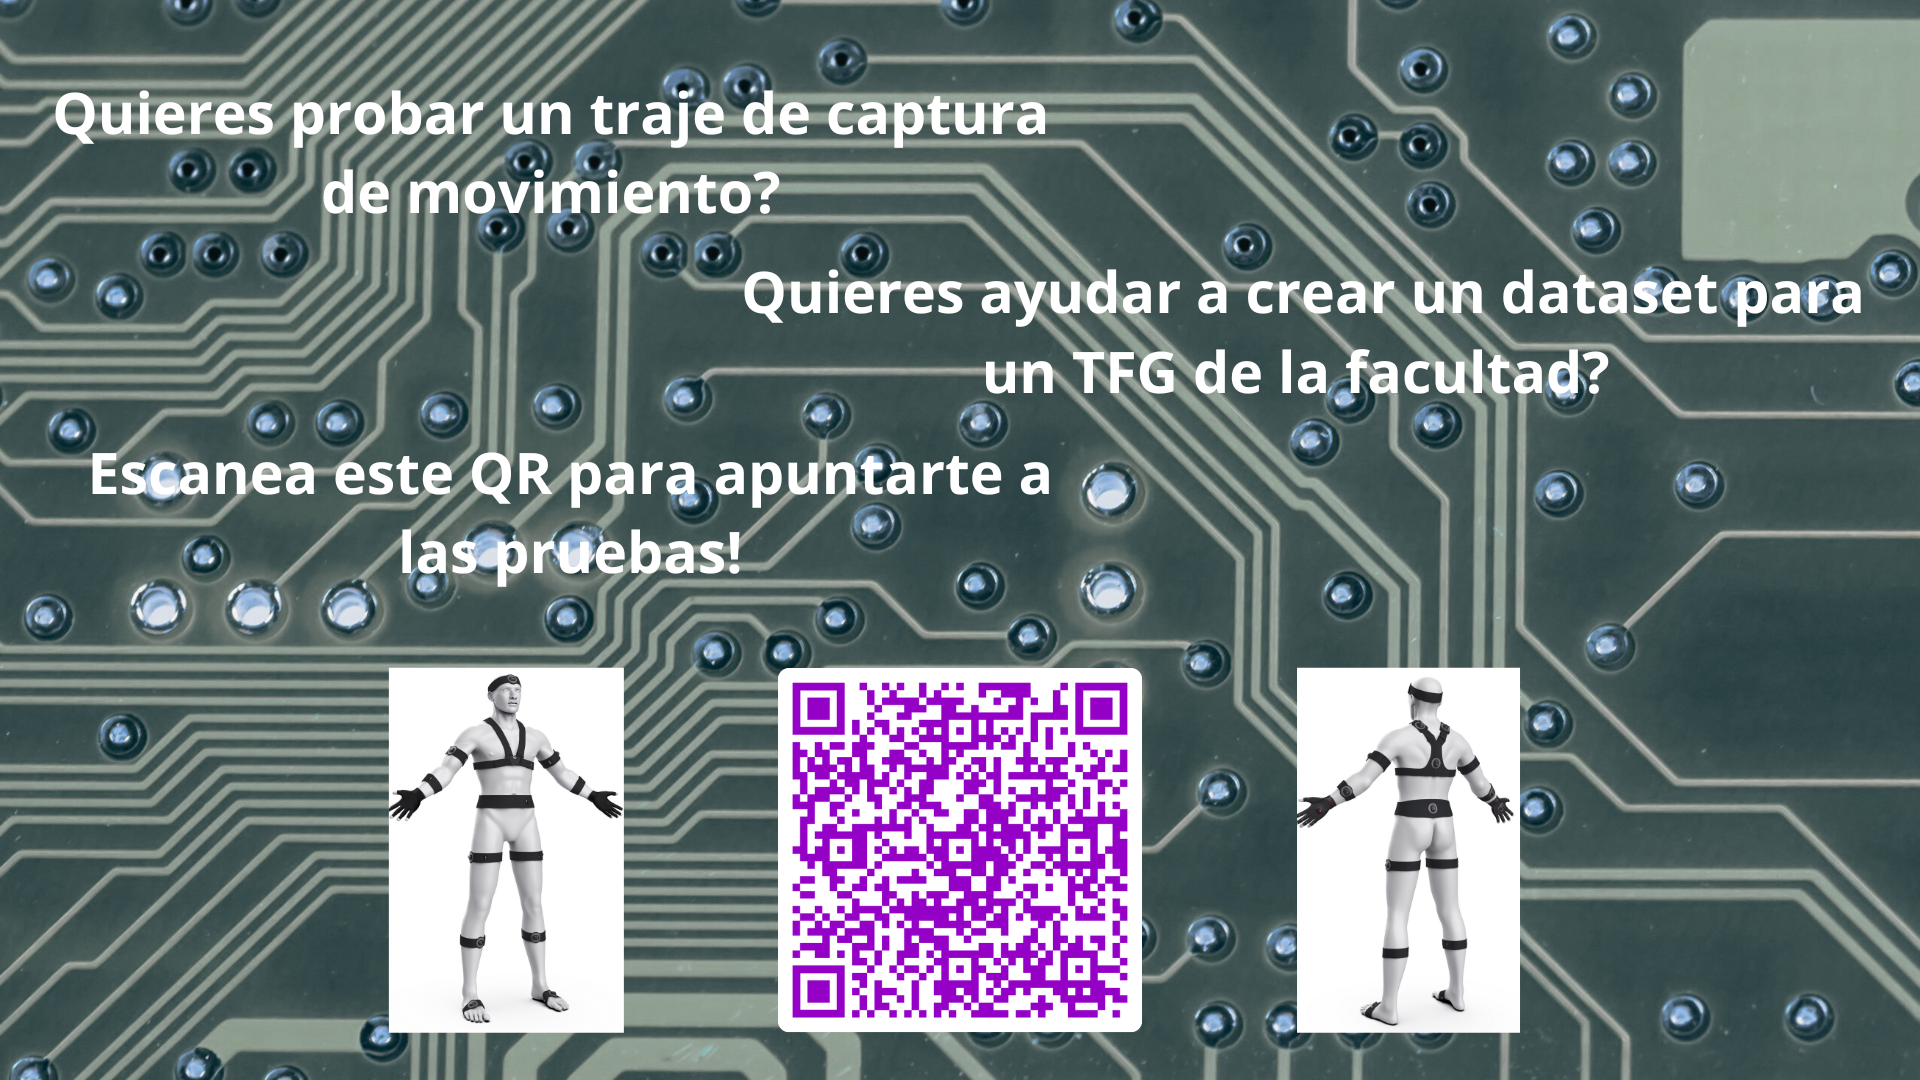 Quieres probar un traje de captura
de movimiento?
Quieres ayudar a crear un dataset para
un TFG de la facultad?
Escanea este QR para apuntarte a
las pruebas!